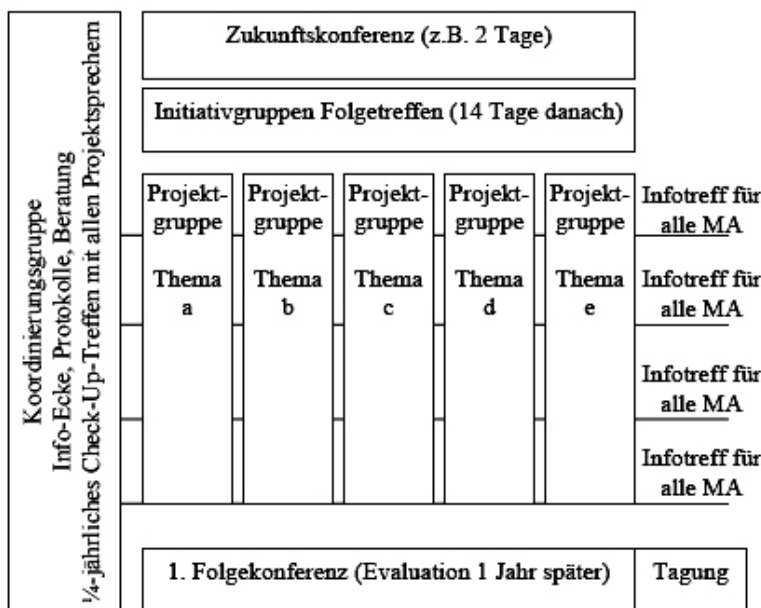 Koordinierungsgruppe
Info-Ecke, Protokolle, Beratung
¼-jährliches Check-Up-Treffen mit allen Projektsprechern
Zukunftskonferenz (z.B. 2 Tage)
Initiativgruppen Folgetreffen (14 Tage danach)
Projekt-
gruppe
Thema
a
Projekt-
gruppe
Thema
b
Projekt-
gruppe
Thema
c
Projekt-
gruppe
Thema
d
Projekt-
gruppe
Thema
e
Infotreff für
alle MA
Infotreff für
alle MA
Infotreff für
alle MA
Infotreff für
alle MA
1. Folgekonferenz (Evaluation 1 Jahr später)
Tagung